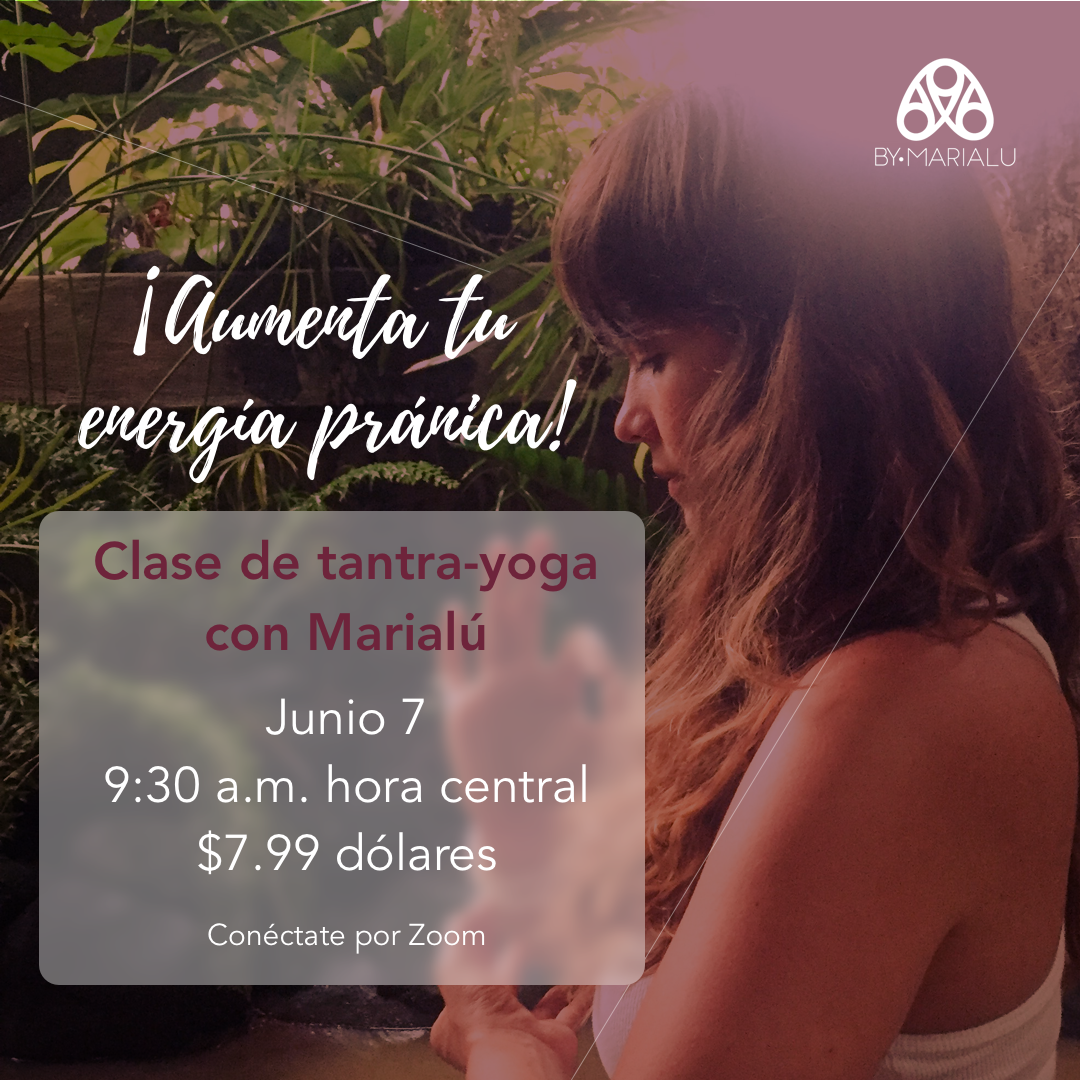 BY•MARIALU
¡Aumenta tu
energía pránica!
Clase de tantra-yoga
con Marialú
Junio 7
9:30 a.m. hora central
$7.99 dólares
Conéctate por Zoom